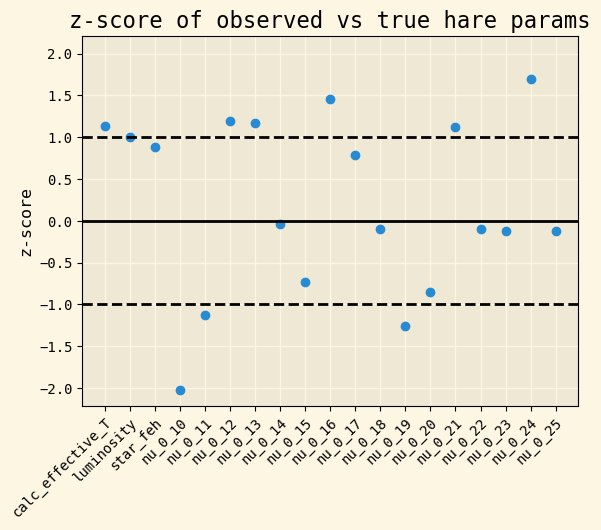 z-score of observed vs true hare params
z-score
2.0
1.5
1.0
0.5
0.0
−0.5
−1.0
−1.5
−2.0
calc_effective_T
luminosity
star_feh
nu_0_10
nu_0_11
nu_0_12
nu_0_13
nu_0_14
nu_0_15
nu_0_16
nu_0_17
nu_0_18
nu_0_19
nu_0_20
nu_0_21
nu_0_22
nu_0_23
nu_0_24
nu_0_25